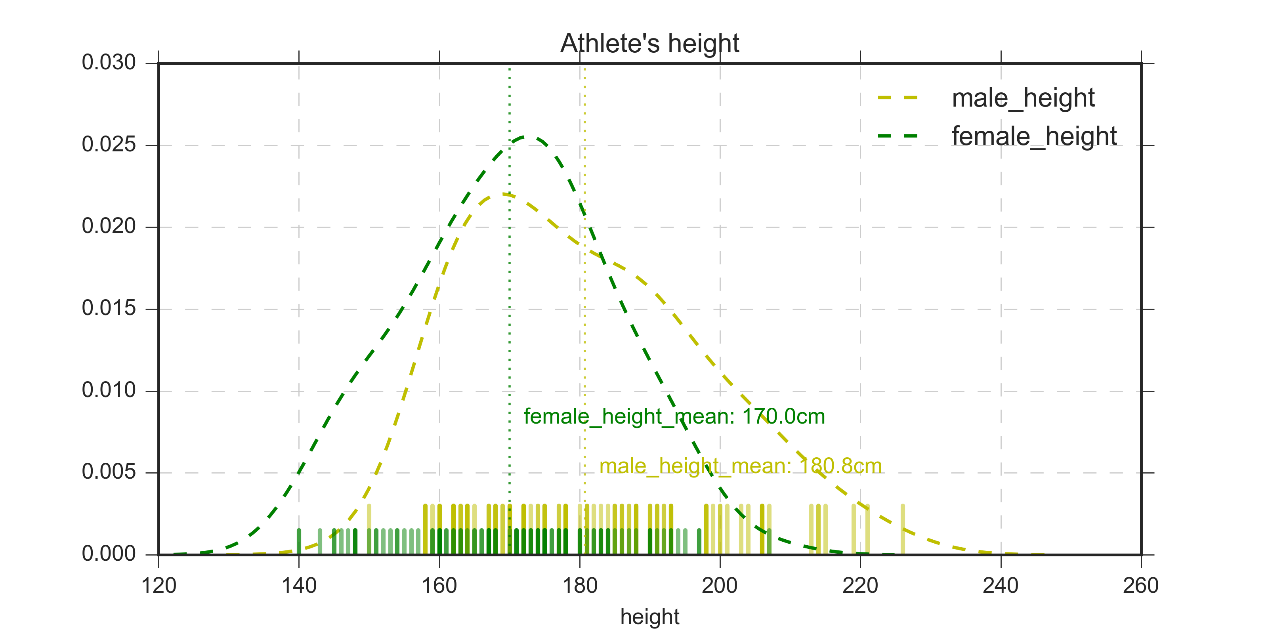 Athlete's height
0.030
0.025
0.020
0.015
0.010
0.005
0.000
male_height
female_height
female_height_mean: 170.0cm
male_height_mean: 180.8cm
120 140 160 180 200 220 240 260
height